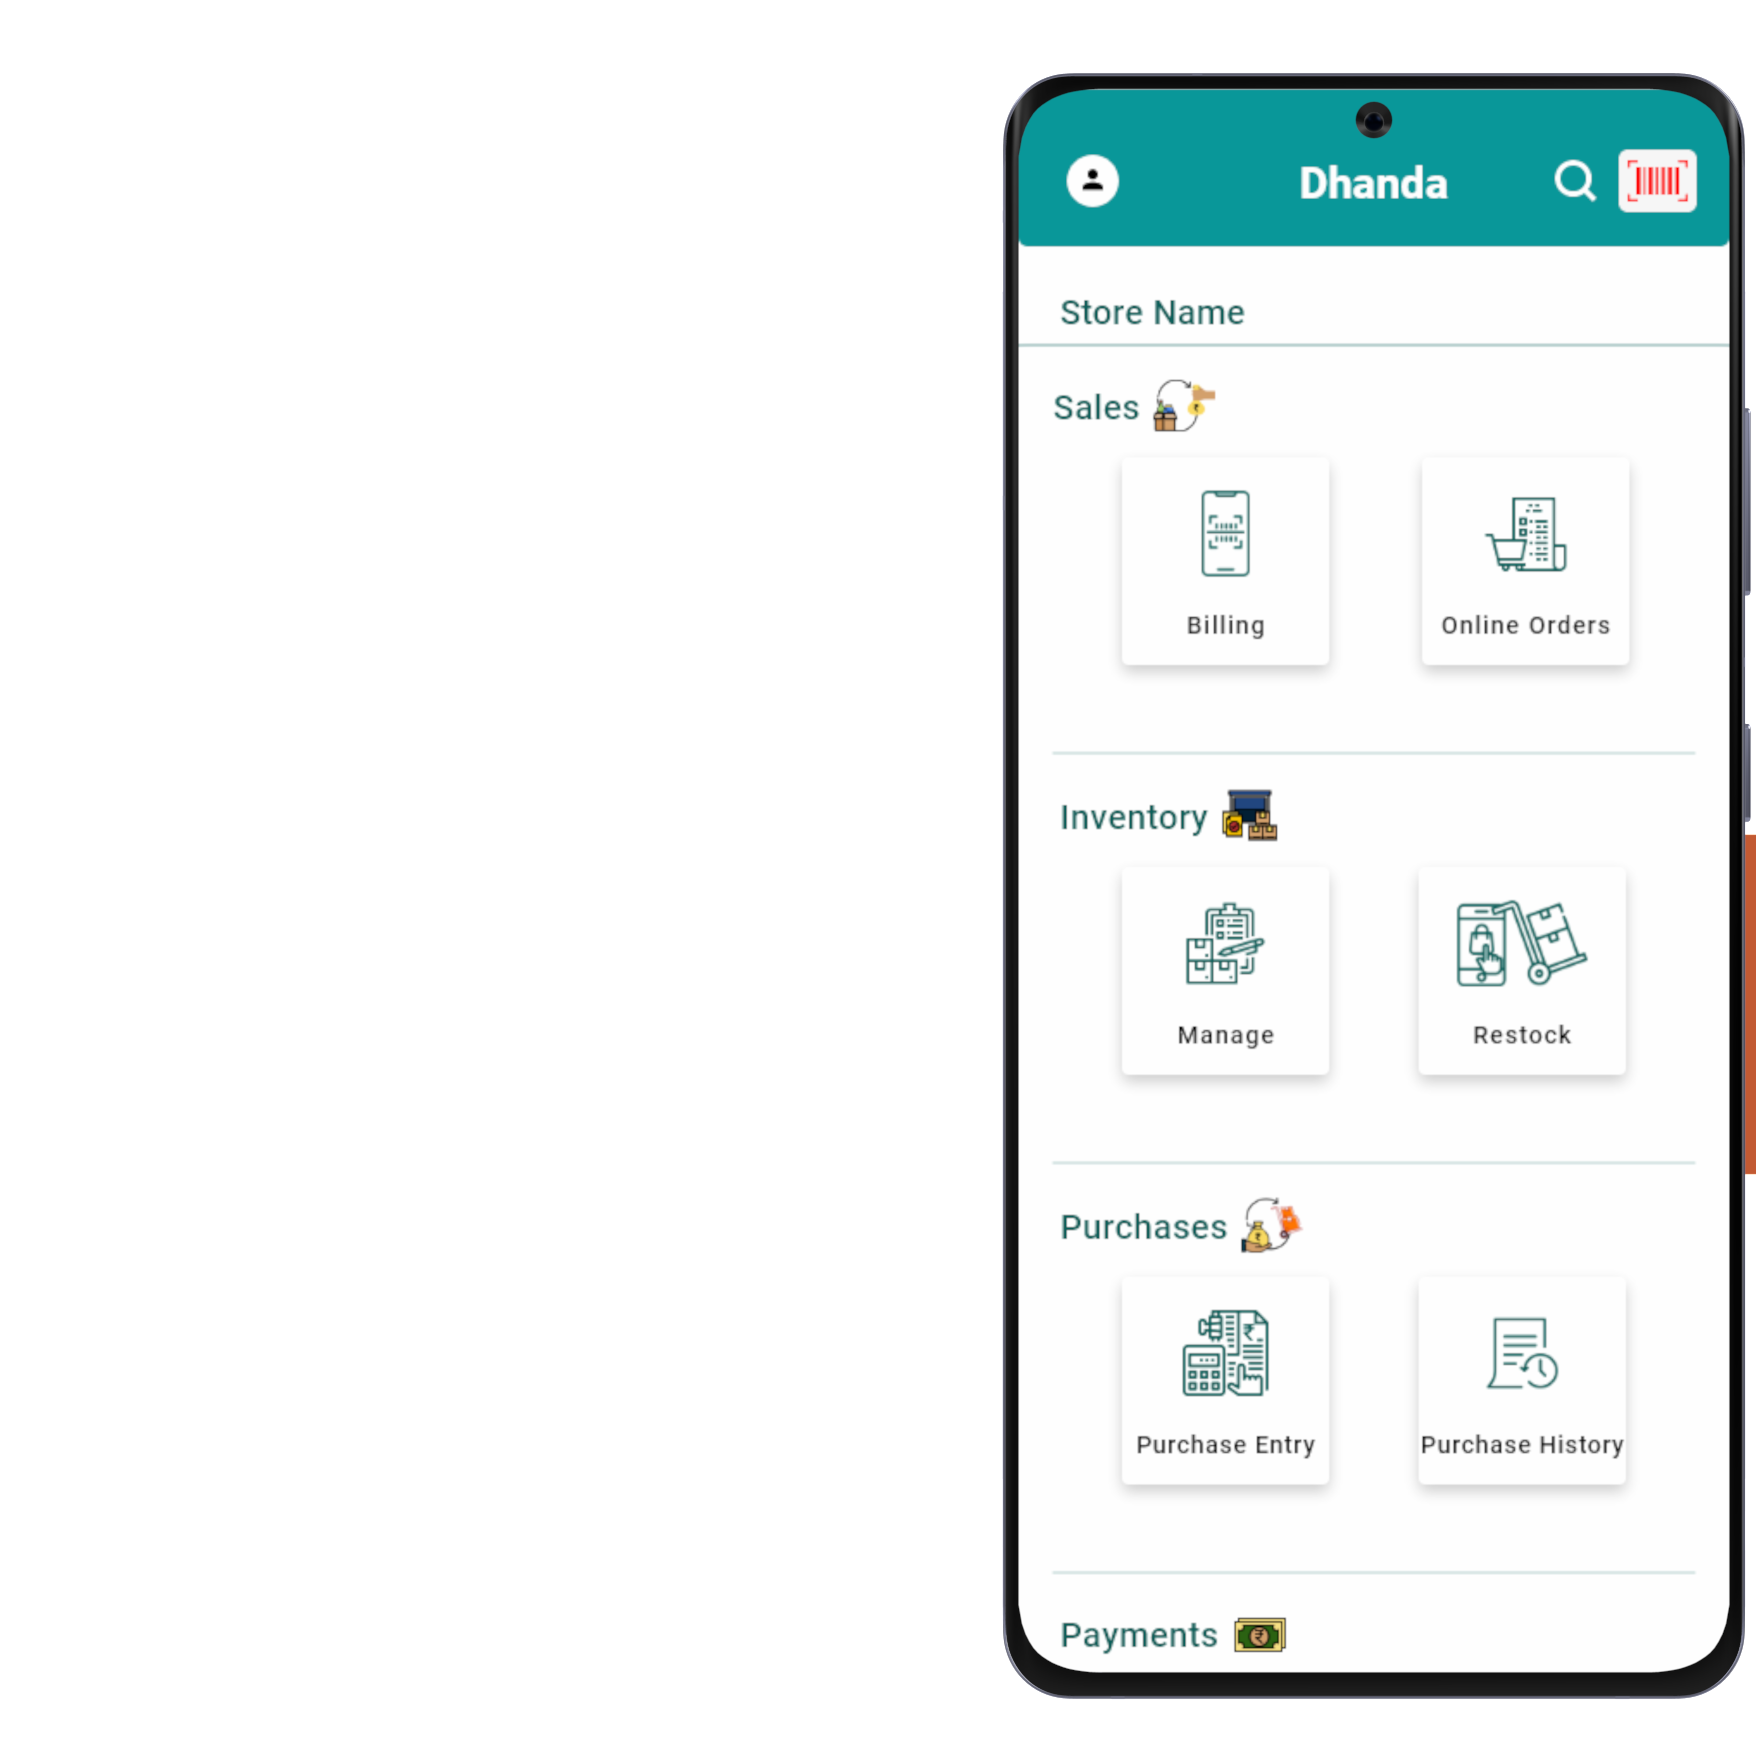 Dhanda
Store Name
Sales
Billing
Online Orders
Inventory
Manage
Restock
Purchases
Purchase Entry
Purchase History
Payments